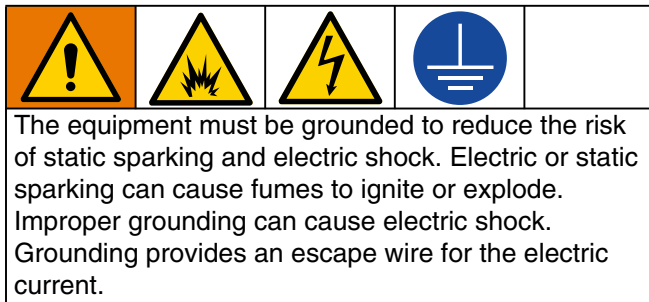 The equipment must be grounded to reduce the risk
of static sparking and electric shock. Electric or static
sparking can cause fumes to ignite or explode.
Improper grounding can cause electric shock.
Grounding provides an escape wire for the electric
current.